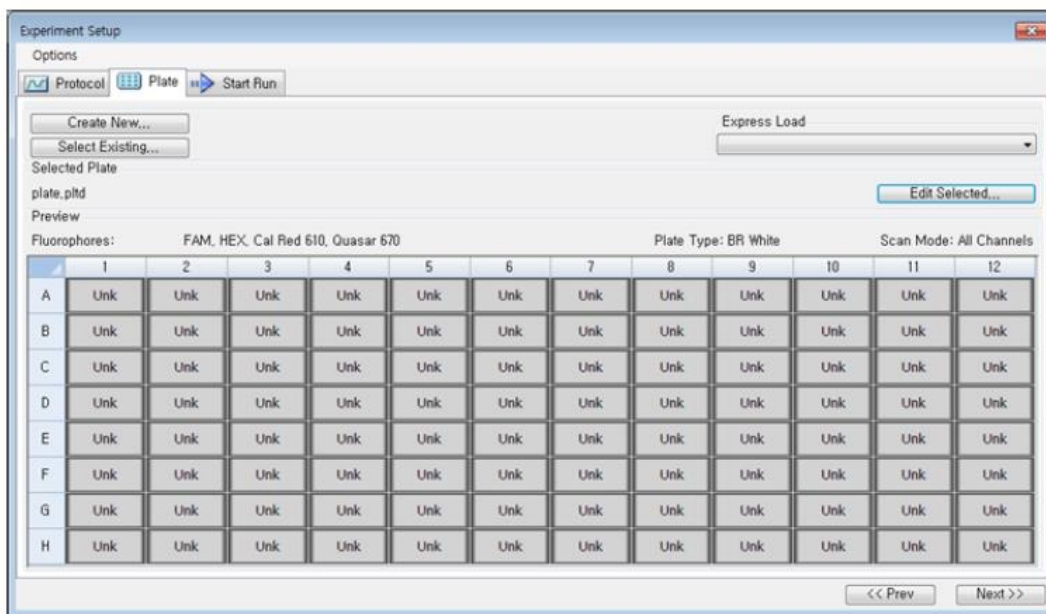 Experiment Setup
Options
Protocol Plate Start Run
Create New... Express Load
Select Existing...
Selected Plate
plate.pltd Edit Selected...
Preview
Fluorophores: FAM, HEX, Cal Red 610, Quasar 670 Plate Type: BR White Scan Mode: All Channels
1 2 3 4 5 6 7 8 9 10 11 12
A Unk Unk Unk Unk Unk Unk Unk Unk Unk Unk Unk Unk
B Unk Unk Unk Unk Unk Unk Unk Unk Unk Unk Unk Unk
C Unk Unk Unk Unk Unk Unk Unk Unk Unk Unk Unk Unk
D Unk Unk Unk Unk Unk Unk Unk Unk Unk Unk Unk Unk
E Unk Unk Unk Unk Unk Unk Unk Unk Unk Unk Unk Unk
F Unk Unk Unk Unk Unk Unk Unk Unk Unk Unk Unk Unk
G Unk Unk Unk Unk Unk Unk Unk Unk Unk Unk Unk Unk
H Unk Unk Unk Unk Unk Unk Unk Unk Unk Unk Unk Unk
<< Prev Next >>